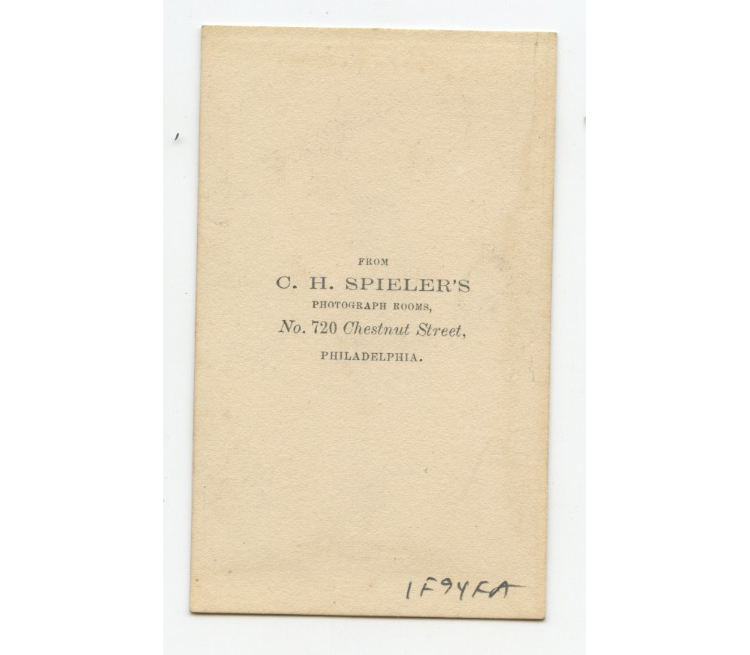 FROM
C. H. SPIELER'S
PHOTOGRAPH ROOMS,
No. 720 Chestnut Street,
PHILADELPHIA.
1F94FA